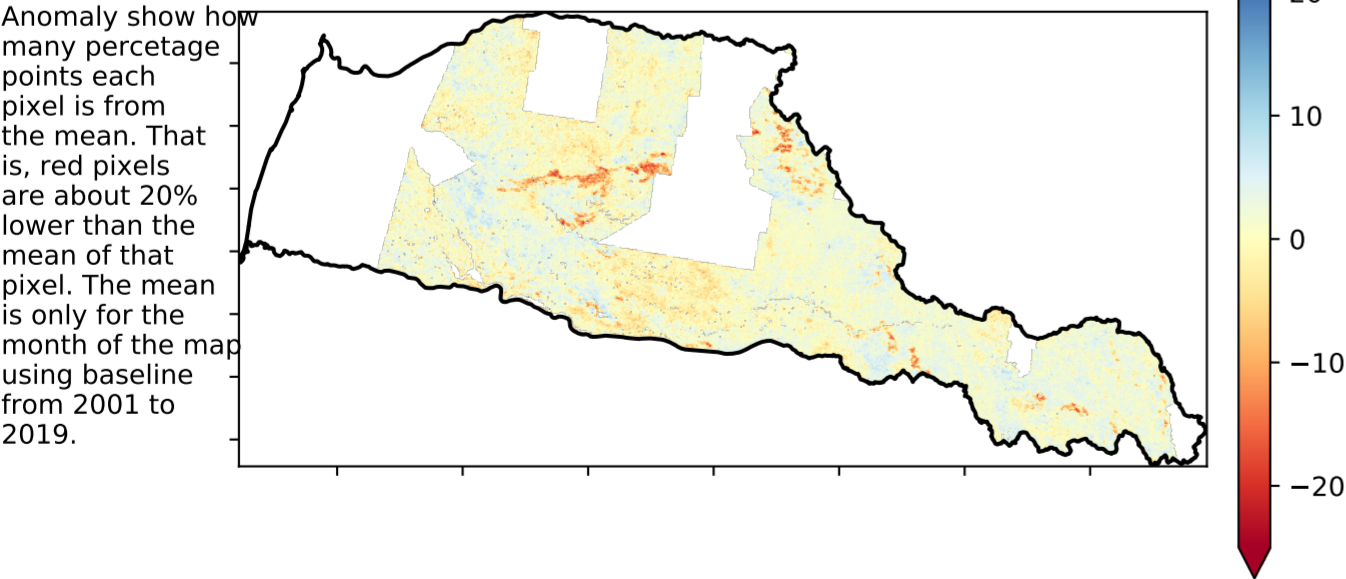 Anomaly show how
many percetage
points each
pixel is from
the mean. That
is, red pixels
are about 20%
lower than the
mean of that
pixel. The mean
is only for the
month of the map
using baseline
from 2001 to
2019.
10
0
−10
−20